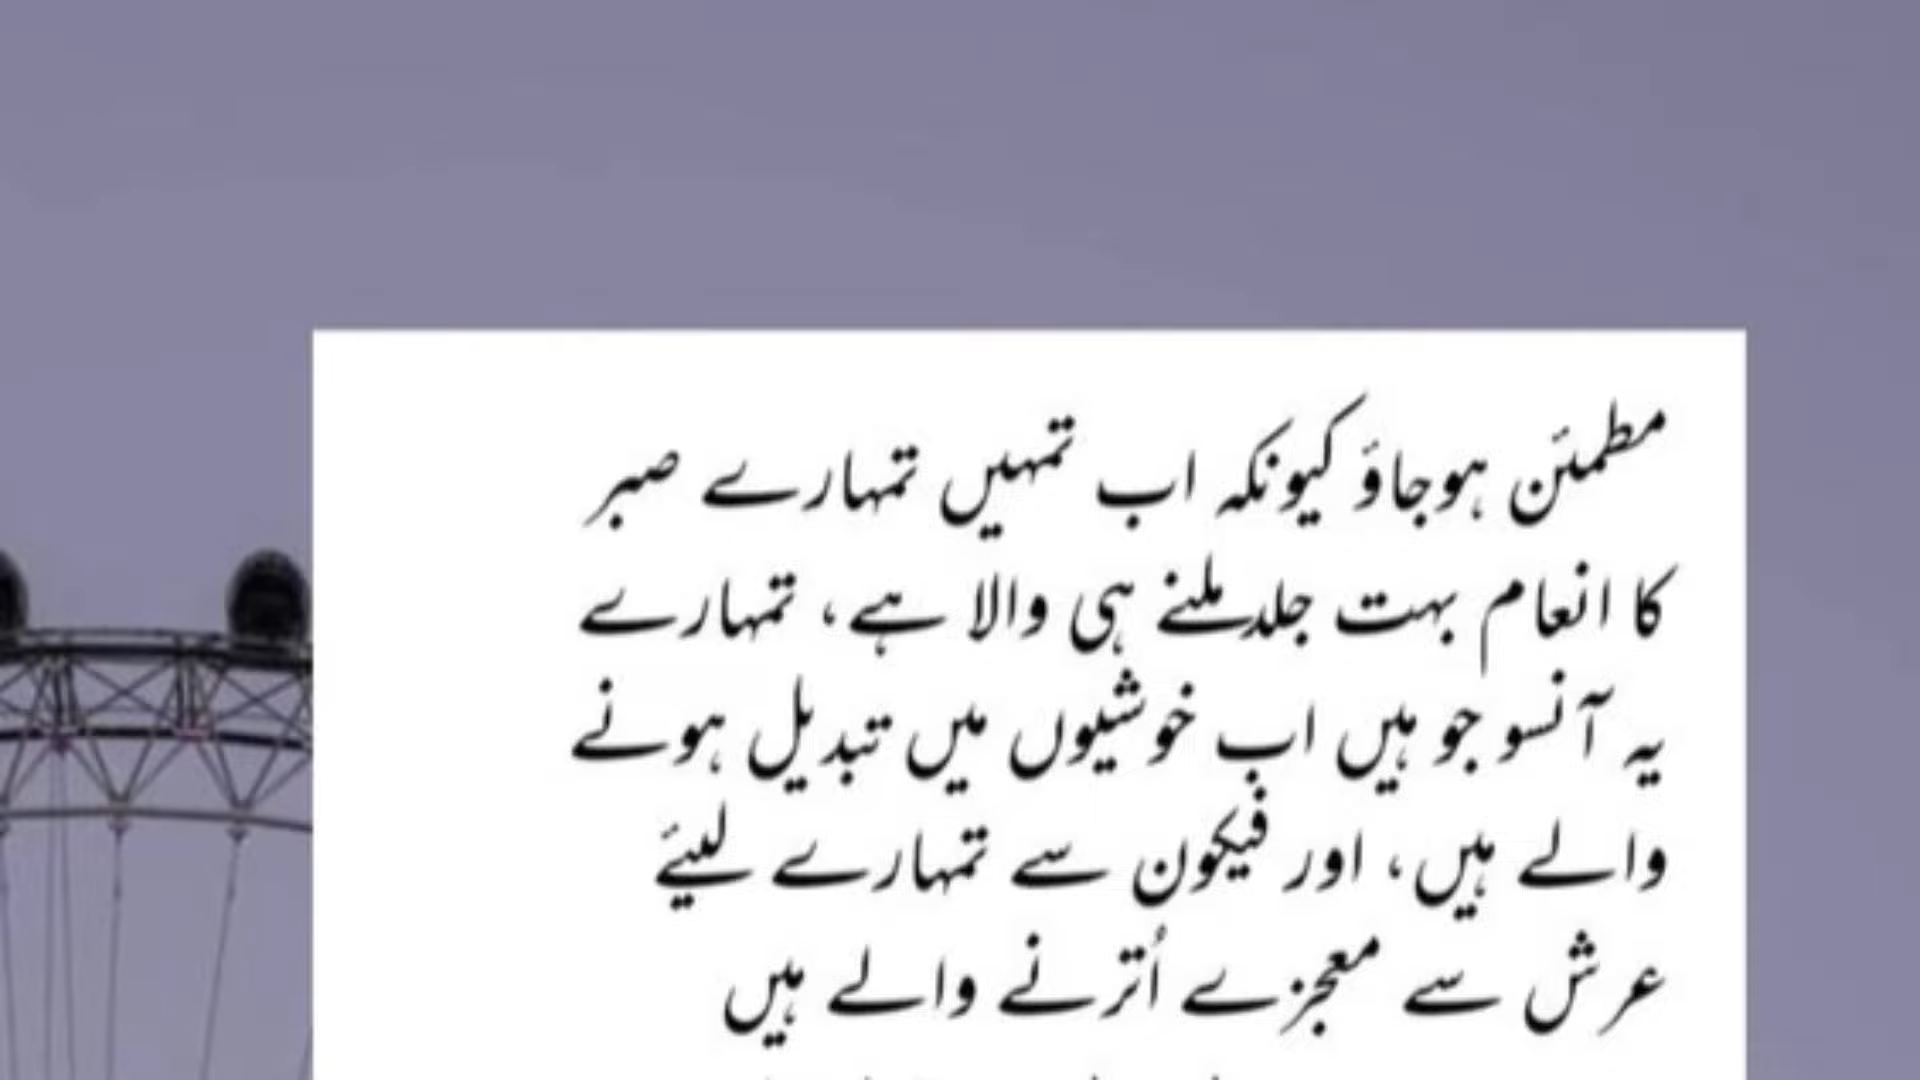 مطمئن ہوجاؤ کیونکہ اب تمہیں تمہارے صبر
کا انعام بہت جلد ملنے ہی والا ہے، تمہارے
یہ آنسو جو ہیں اب خوشیوں میں تبدیل ہونے
والے ہیں، اور فیکون سے تمہارے لیئے
عرش سے معجزے اُترنے والے ہیں